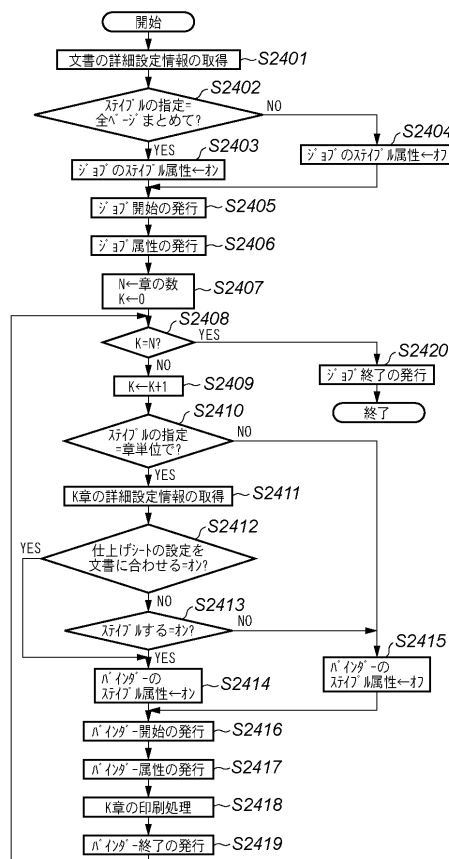 開始
文書の詳細設定情報の取得
S2401
S2402
ステイプルの指定=
全ページまとめて?
NO
YES
S2403
S2404
ジョブのステイプル属性←オン
ジョブのステイプル属性←オフ
ジョブ開始の発行
S2405
ジョブ属性の発行
S2406
N←章の数
K←0
S2407
S2408
K=N?
YES
NO
S2420
ジョブ終了の発行
K←K+1
S2409
終了
S2410
ステイプルの指定
=章単位で?
NO
YES
K章の詳細設定情報の取得
S2411
S2412
YES
仕上げシートの設定を
文書に合わせる=オン?
NO
S2413
ステイプルする=オン?
NO
YES
S2415
バインダーの
ステイプル属性←オン
S2414
バインダーの
ステイプル属性←オフ
バインダー開始の発行
S2416
バインダー属性の発行
S2417
K章の印刷処理
S2418
バインダー終了の発行
S2419